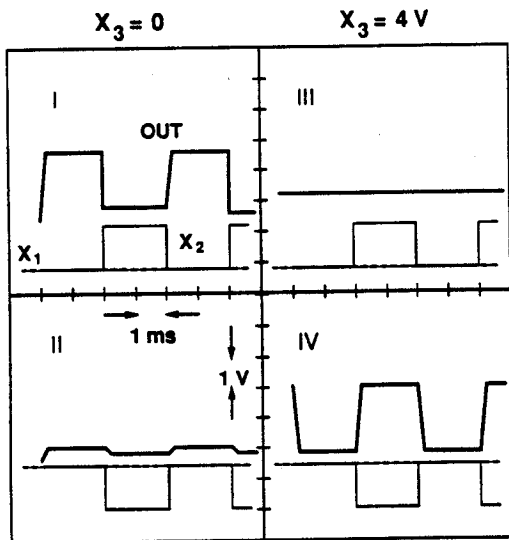 X₃ = 0
X₃ = 4 V
I
III
OUT
X₁
X₂
II
1 ms
IV
1 V